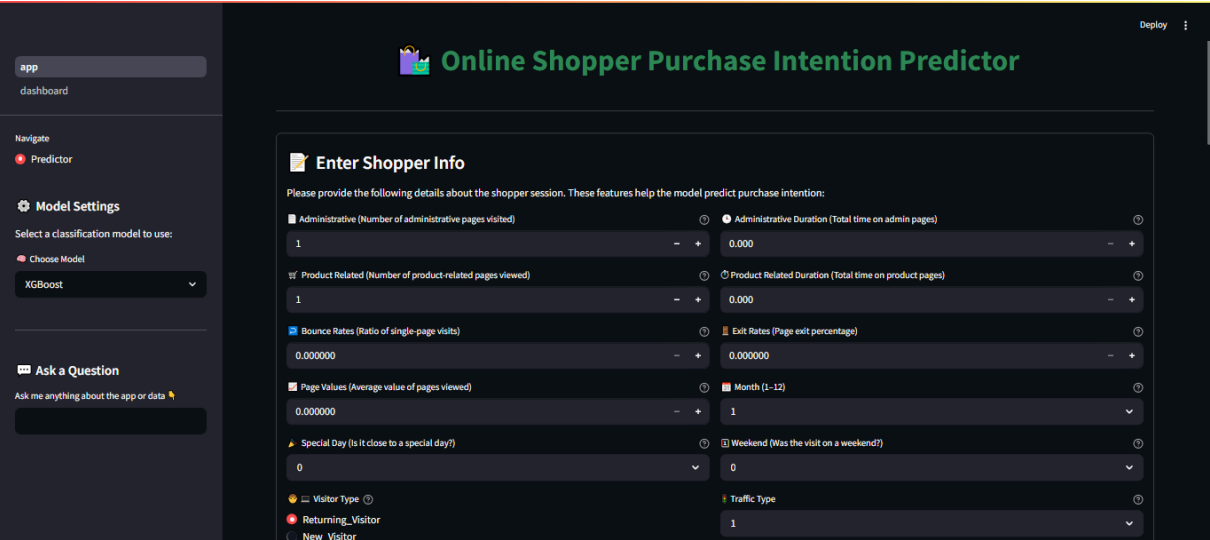 Deploy
app
dashboard
Navigate
Predictor
Model Settings
Select a classification model to use:
Choose Model
XGBoost
Ask a Question
Ask me anything about the app or data
Online Shopper Purchase Intention Predictor
Enter Shopper Info
Please provide the following details about the shopper session. These features help the model predict purchase intention:
Administrative (Number of administrative pages visited)
1
Administrative Duration (Total time on admin pages)
0.000
Product Related (Number of product-related pages viewed)
1
Product Related Duration (Total time on product pages)
0.000
Bounce Rates (Ratio of single-page visits)
0.000000
Exit Rates (Page exit percentage)
0.000000
Page Values (Average value of pages viewed)
0.000000
Month (1–12)
1
Special Day (Is it close to a special day?)
0
Weekend (Was the visit on a weekend?)
0
Visitor Type
Returning_Visitor
New_Visitor
Traffic Type
1